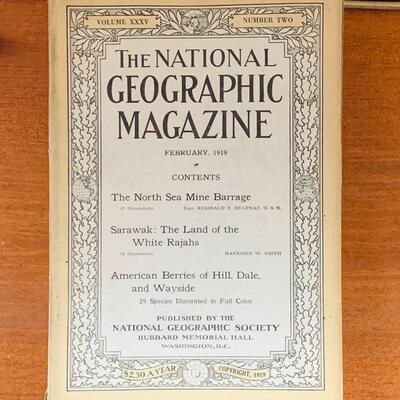 VOLUME XXXV NUMBER TWO
THE NATIONAL
GEOGRAPHIC
MAGAZINE
FEBRUARY, 1919
CONTENTS
The North Sea Mine Barrage
Capt. REGINALD R. BELKNAP, U. S. N.
Sarawak: The Land of the
White Rajahs
Illustrations HARRISON W. SMITH
American Berries of Hill, Dale,
and Wayside
29 Species Illustrated in Full Color
PUBLISHED BY THE
NATIONAL GEOGRAPHIC SOCIETY
HUBBARD MEMORIAL HALL
WASHINGTON, D.C.
$2.50 A YEAR COPYRIGHT, 1919